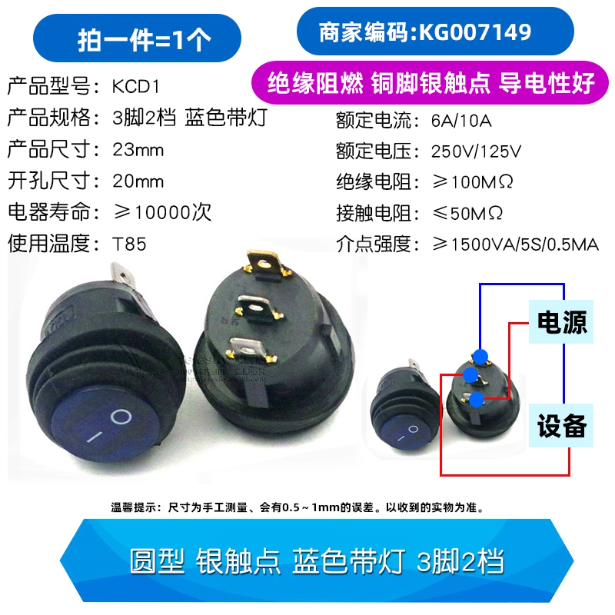 拍一件=1个
商家编码:KG007149
绝缘阻燃 铜脚银触点 导电性好
产品型号: KCD1
产品规格: 3脚2档 蓝色带灯
产品尺寸: 23mm
开孔尺寸: 20mm
电器寿命: ≥10000次
使用温度: T85
额定电流: 6A/10A
额定电压: 250V/125V
绝缘电阻: ≥100MΩ
接触电阻: ≤50MΩ
介点强度: ≥1500VA/5S/0.5MA
电源
设备
温馨提示: 尺寸为手工测量、会有0.5~1mm的误差。以收到的实物为准。
圆型 银触点 蓝色带灯 3脚2档